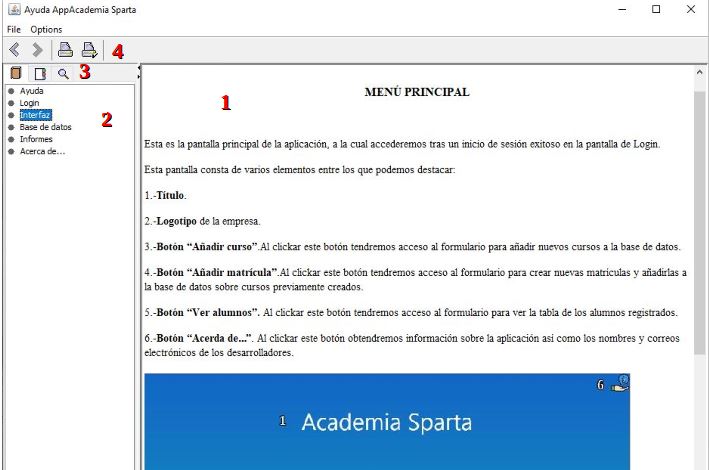 Ayuda AppAcademia Sparta
File Options
4
3
Ayuda
Login
Interfaz
Base de datos
Informes
Acerca de...
2
1
MENÚ PRINCIPAL
Esta es la pantalla principal de la aplicación, a la cual accederemos tras un inicio de sesión exitoso en la pantalla de Login.
Esta pantalla consta de varios elementos entre los que podemos destacar:
1.-Título.
2.-Logotipo de la empresa.
3.-Botón “Añadir curso”.Al clickar este botón tendremos acceso al formulario para añadir nuevos cursos a la base de datos.
4.-Botón “Añadir matrícula”.Al clickar este botón tendremos acceso al formulario para crear nuevas matriculas y añadirlas a
la base de datos sobre cursos previamente creados.
5.-Botón “Ver alumnos”. Al clickar este botón tendremos acceso al formulario para ver la tabla de los alumnos registrados.
6.-Botón “Acerda de...”. Al clickar este botón obtendremos información sobre la aplicación así como los nombres y correos
electrónicos de los desarrolladores.
6
1 Academia Sparta